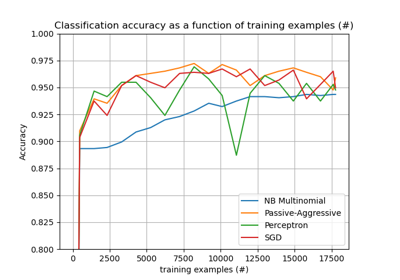 Classification accuracy as a function of training examples (#)
1.000
0.975
0.950
0.925
0.900
0.875
0.850
0.825
0.800
Accuracy
NB Multinomial
Passive-Aggressive
Perceptron
SGD
0 2500 5000 7500 10000 12500 15000 17500
training examples (#)